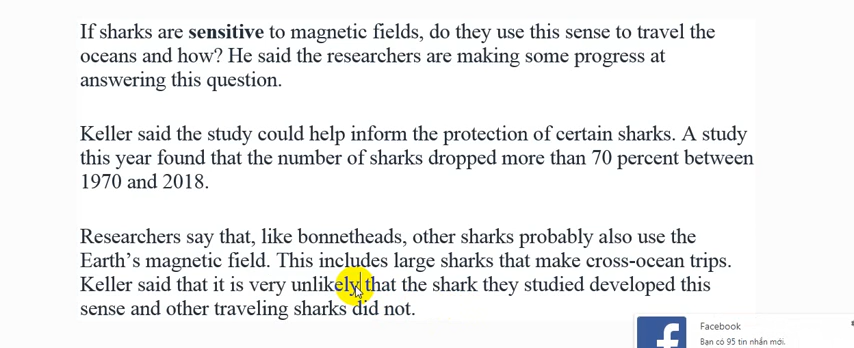 If sharks are sensitive to magnetic fields, do they use this sense to travel the
oceans and how? He said the researchers are making some progress at
answering this question.
Keller said the study could help inform the protection of certain sharks. A study
this year found that the number of sharks dropped more than 70 percent between
1970 and 2018.
Researchers say that, like bonnetheads, other sharks probably also use the
Earth’s magnetic field. This includes large sharks that make cross-ocean trips.
Keller said that it is very unlikely that the shark they studied developed this
sense and other traveling sharks did not.
Facebook
Bạn có 95 tin nhắn mới.